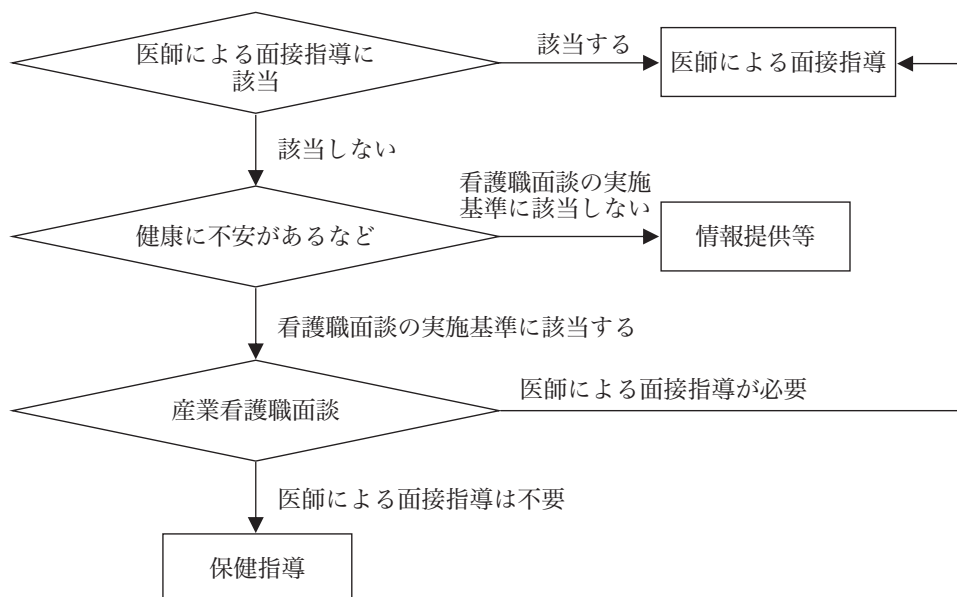 医師による面接指導に
該当
該当する
医師による面接指導
該当しない
健康に不安があるなど
看護職面談の実施
基準に該当しない
情報提供等
看護職面談の実施基準に該当する
産業看護職面談
医師による面接指導が必要
医師による面接指導は不要
保健指導